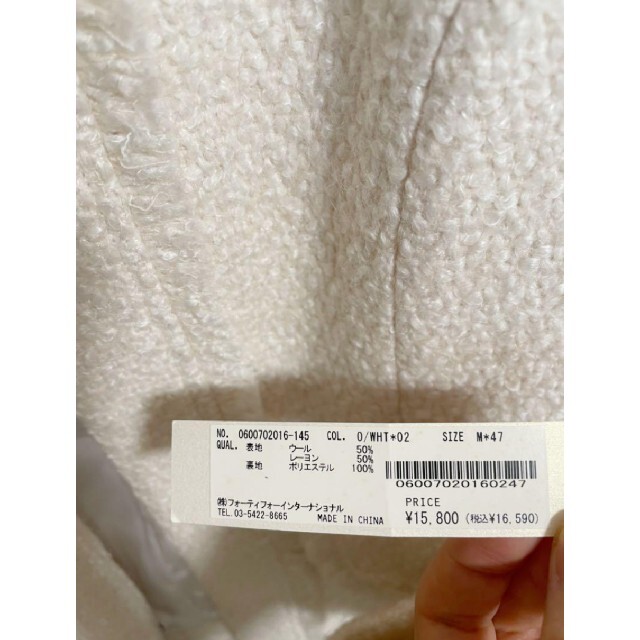 NO. 0600702016-145 COL. O/WHT*02 SIZE M*47
QUAL. 表地 ウール 50%
レーヨン 50%
裏地 ポリエステル 100%
06007020160247
㈱フォーティフォーインターナショナル
TEL.03-5422-8665 MADE IN CHINA
PRICE
¥15,800 (税込¥16,590)